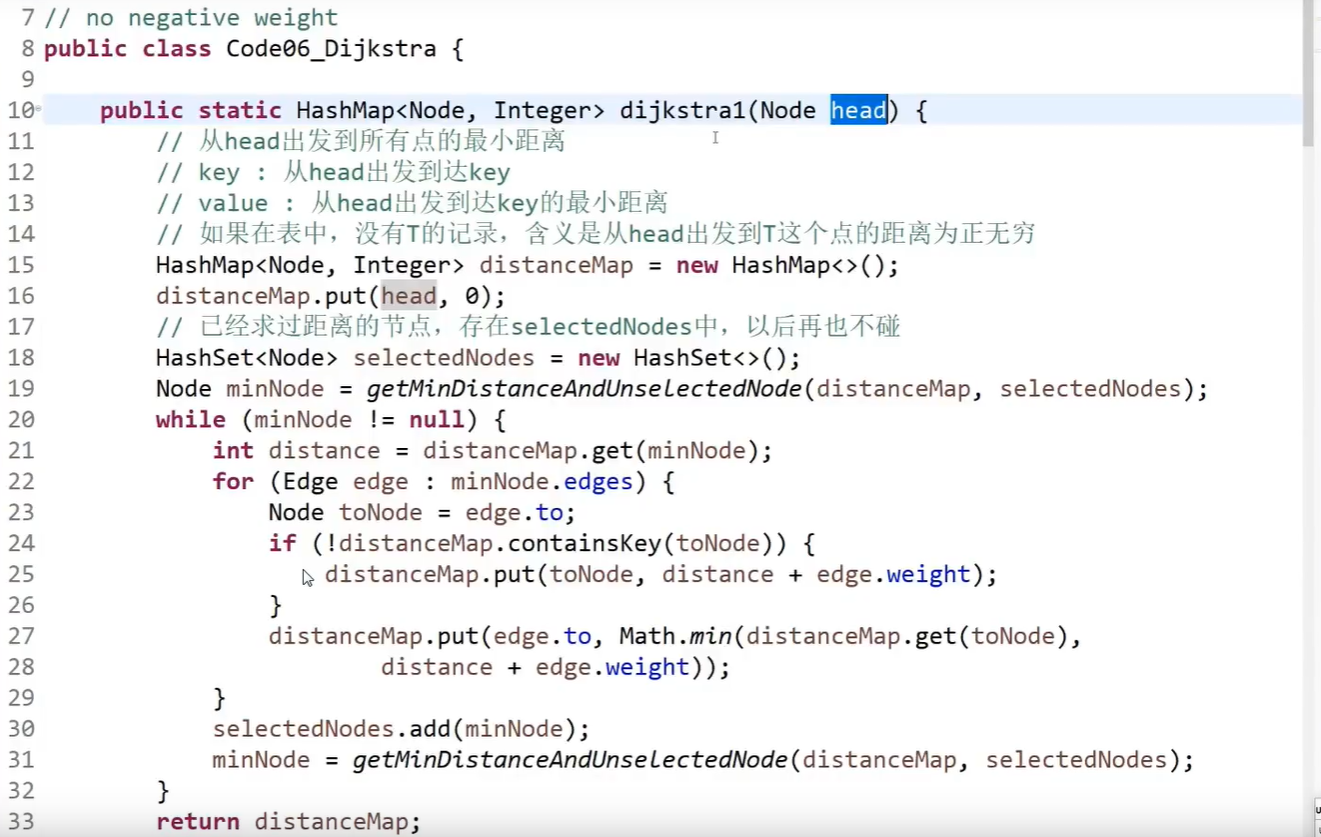 7 // no negative weight
8 public class Code06_Dijkstra {
9
10 public static HashMap<Node, Integer> dijkstra1(Node head) {
11 // 从head出发到所有点的最小距离
12 // key : 从head出发到达key
13 // value : 从head出发到达key的最小距离
14 // 如果在表中，没有T的记录，含义是从head出发到T这个点的距离为正无穷
15 HashMap<Node, Integer> distanceMap = new HashMap<>();
16 distanceMap.put(head, 0);
17 // 已经求过距离的节点，存在selectedNodes中，以后再也不碰
18 HashSet<Node> selectedNodes = new HashSet<>();
19 Node minNode = getMinDistanceAndUnselectedNode(distanceMap, selectedNodes);
20 while (minNode != null) {
21 int distance = distanceMap.get(minNode);
22 for (Edge edge : minNode.edges) {
23 Node toNode = edge.to;
24 if (!distanceMap.containsKey(toNode)) {
25 distanceMap.put(toNode, distance + edge.weight);
26 }
27 distanceMap.put(edge.to, Math.min(distanceMap.get(toNode),
28 distance + edge.weight));
29 }
30 selectedNodes.add(minNode);
31 minNode = getMinDistanceAndUnselectedNode(distanceMap, selectedNodes);
32 }
33 return distanceMap;